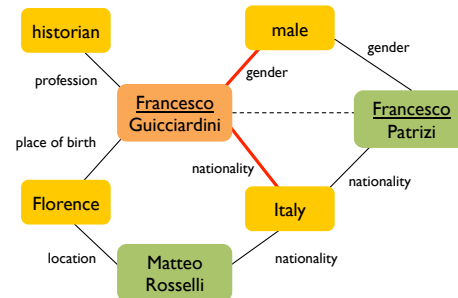 historian
male
gender
profession
gender
Francesco
Guicciardini
Francesco
Patrizi
place of birth
nationality
nationality
Florence
Italy
location
Matteo
Rosselli
nationality